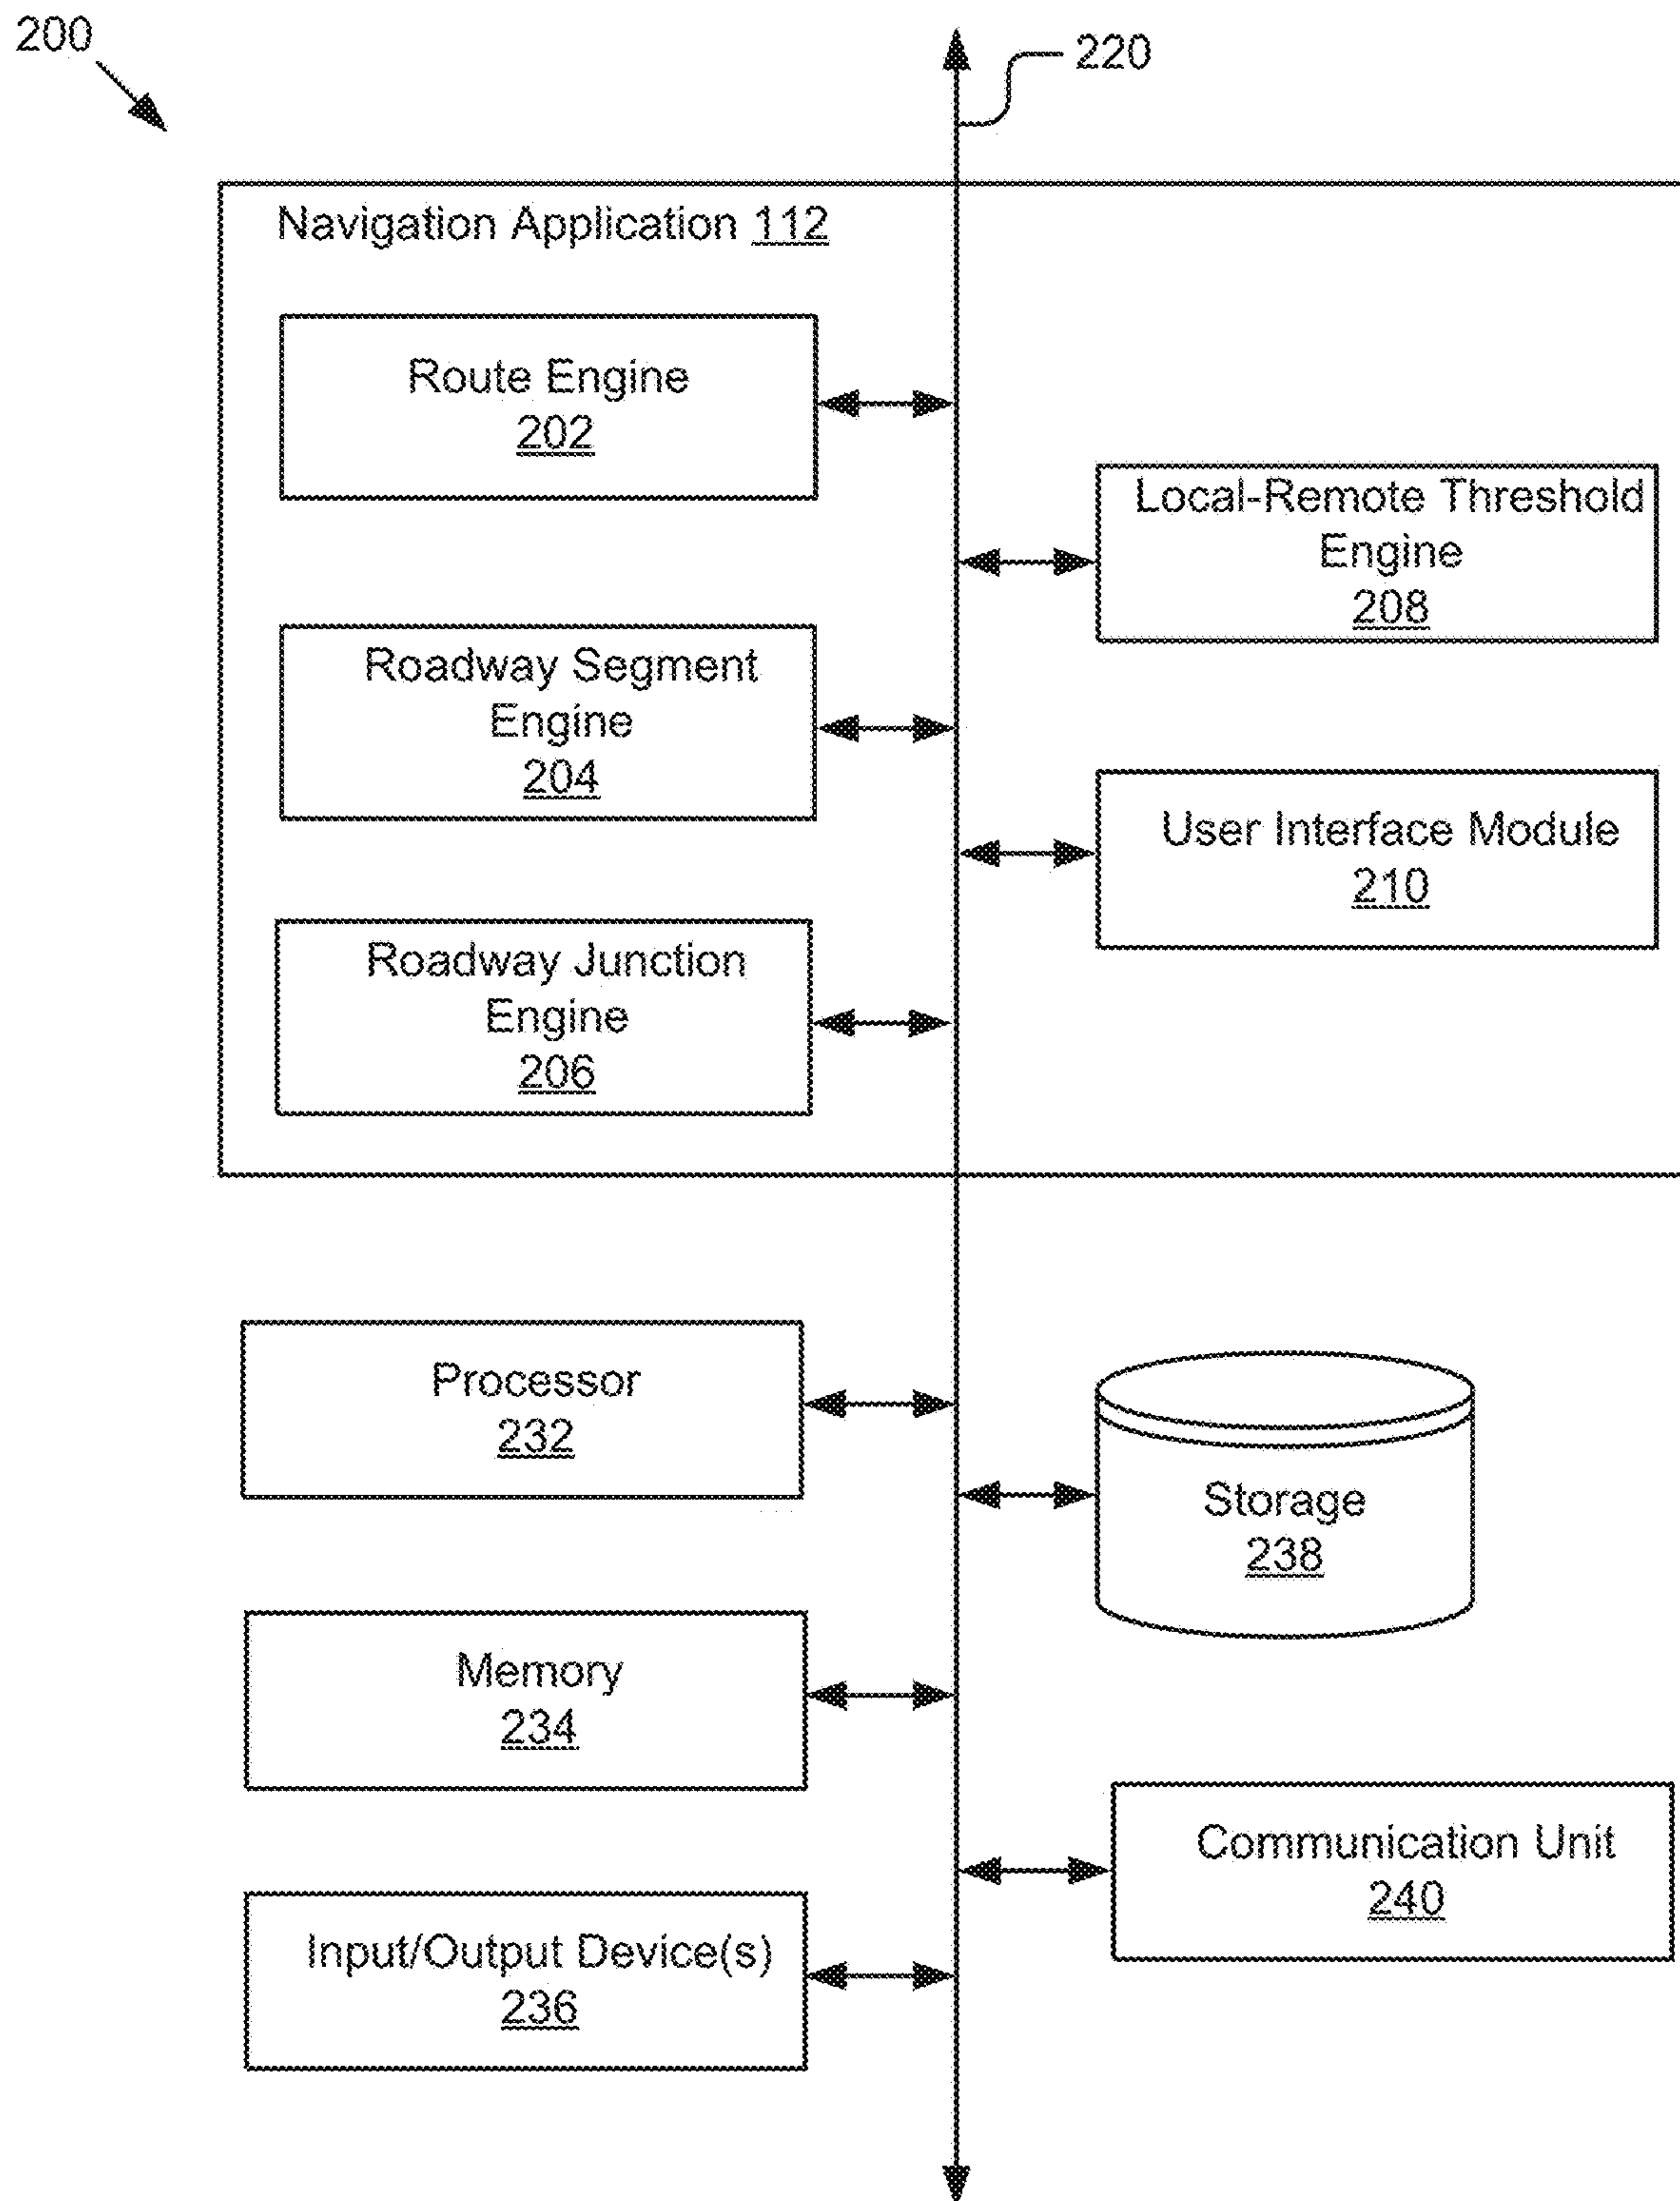 200
220
Navigation Application 112
Route Engine
202
Local-Remote Threshold
Engine
208
Roadway Segment
Engine
204
User Interface Module
210
Roadway Junction
Engine
206
Processor
232
Storage
238
Memory
234
Communication Unit
240
Input/Output Device(s)
236